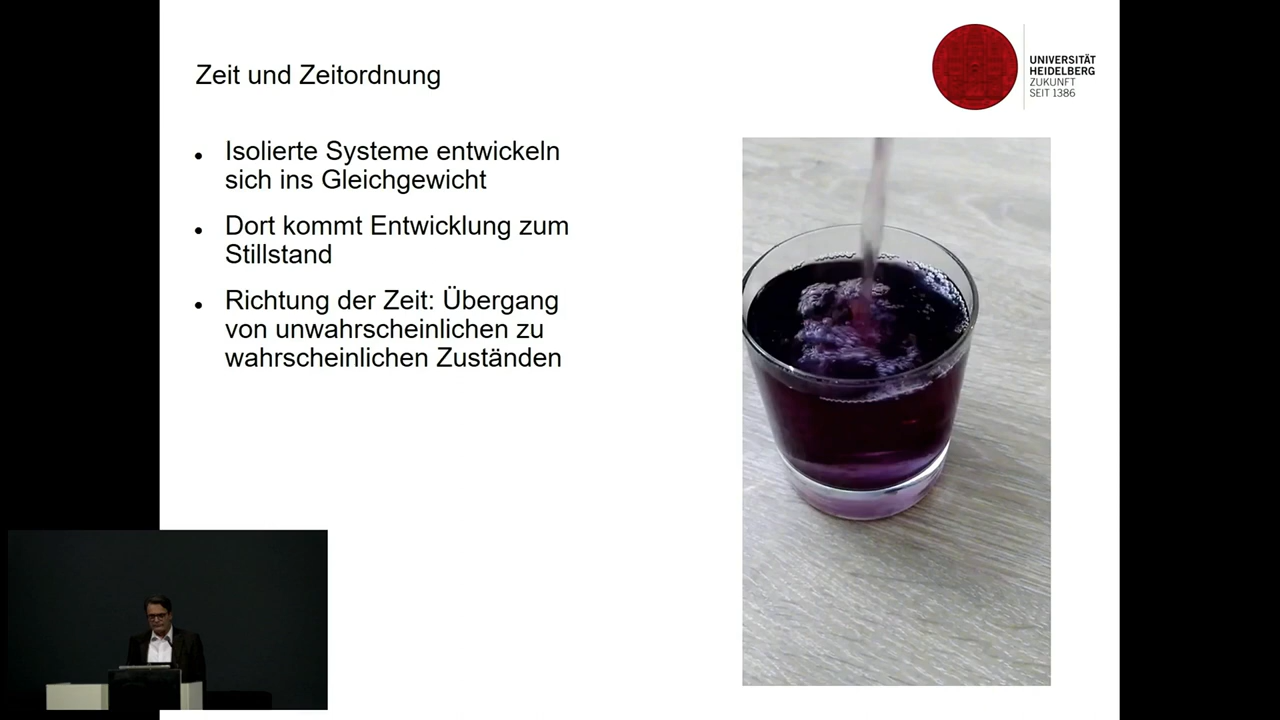 Zeit und Zeitordnung
UNIVERSITÄT
HEIDELBERG
ZUKUNFT
SEIT 1386
Isolierte Systeme entwickeln
sich ins Gleichgewicht
Dort kommt Entwicklung zum
Stillstand
Richtung der Zeit: Übergang
von unwahrscheinlichen zu
wahrscheinlichen Zuständen